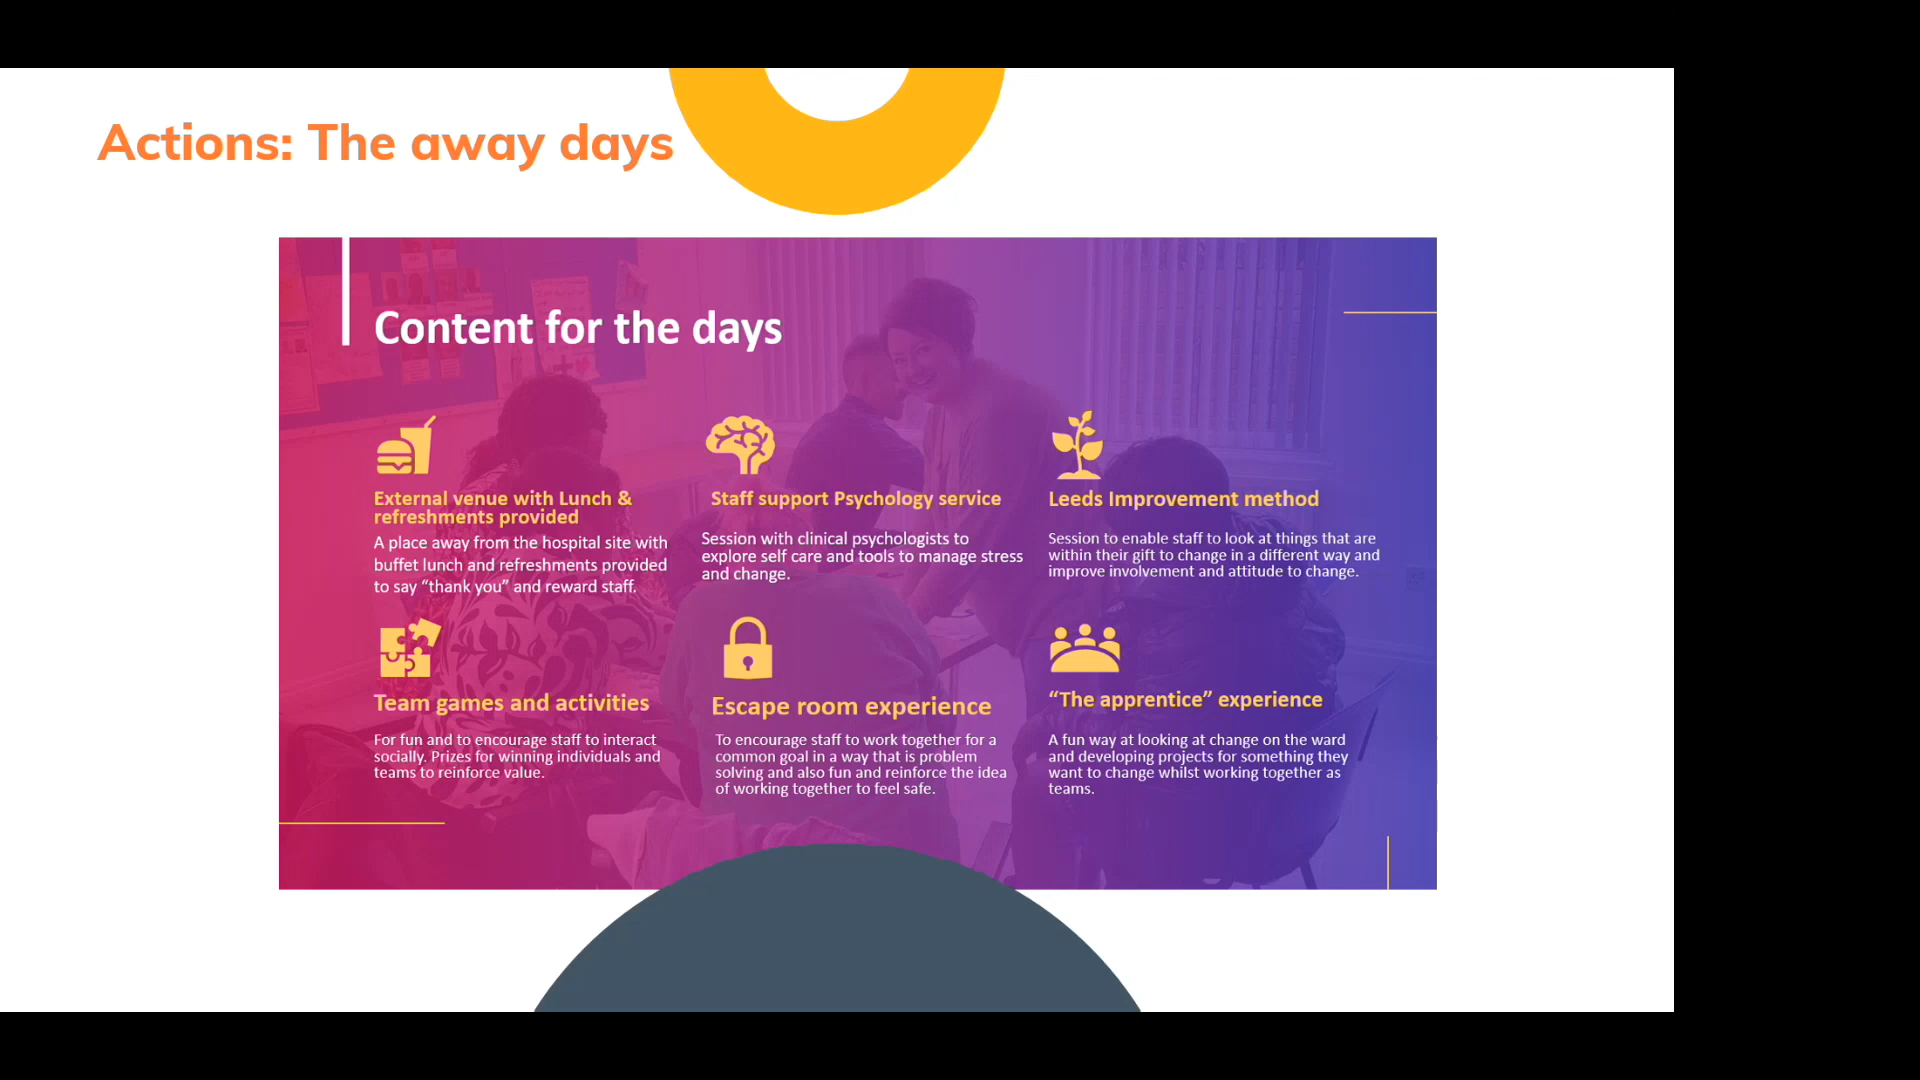 Actions: The away days
Content for the days
External venue with Lunch &
refreshments provided
A place away from the hospital site with
buffet lunch and refreshments provided
to say “thank you” and reward staff.
Staff support Psychology service
Session with clinical psychologists to
explore self care and tools to manage stress
and change.
Leeds Improvement method
Session to enable staff to look at things that are
within their gift to change in a different way and
improve involvement and attitude to change.
Team games and activities
For fun and to encourage staff to interact
socially. Prizes for winning individuals and
teams to reinforce value.
Escape room experience
To encourage staff to work together for a
common goal in a way that is problem
solving and also fun and reinforce the idea
of working together to feel safe.
“The apprentice” experience
A fun way at looking at change on the ward
and developing projects for something they
want to change whilst working together as
teams.